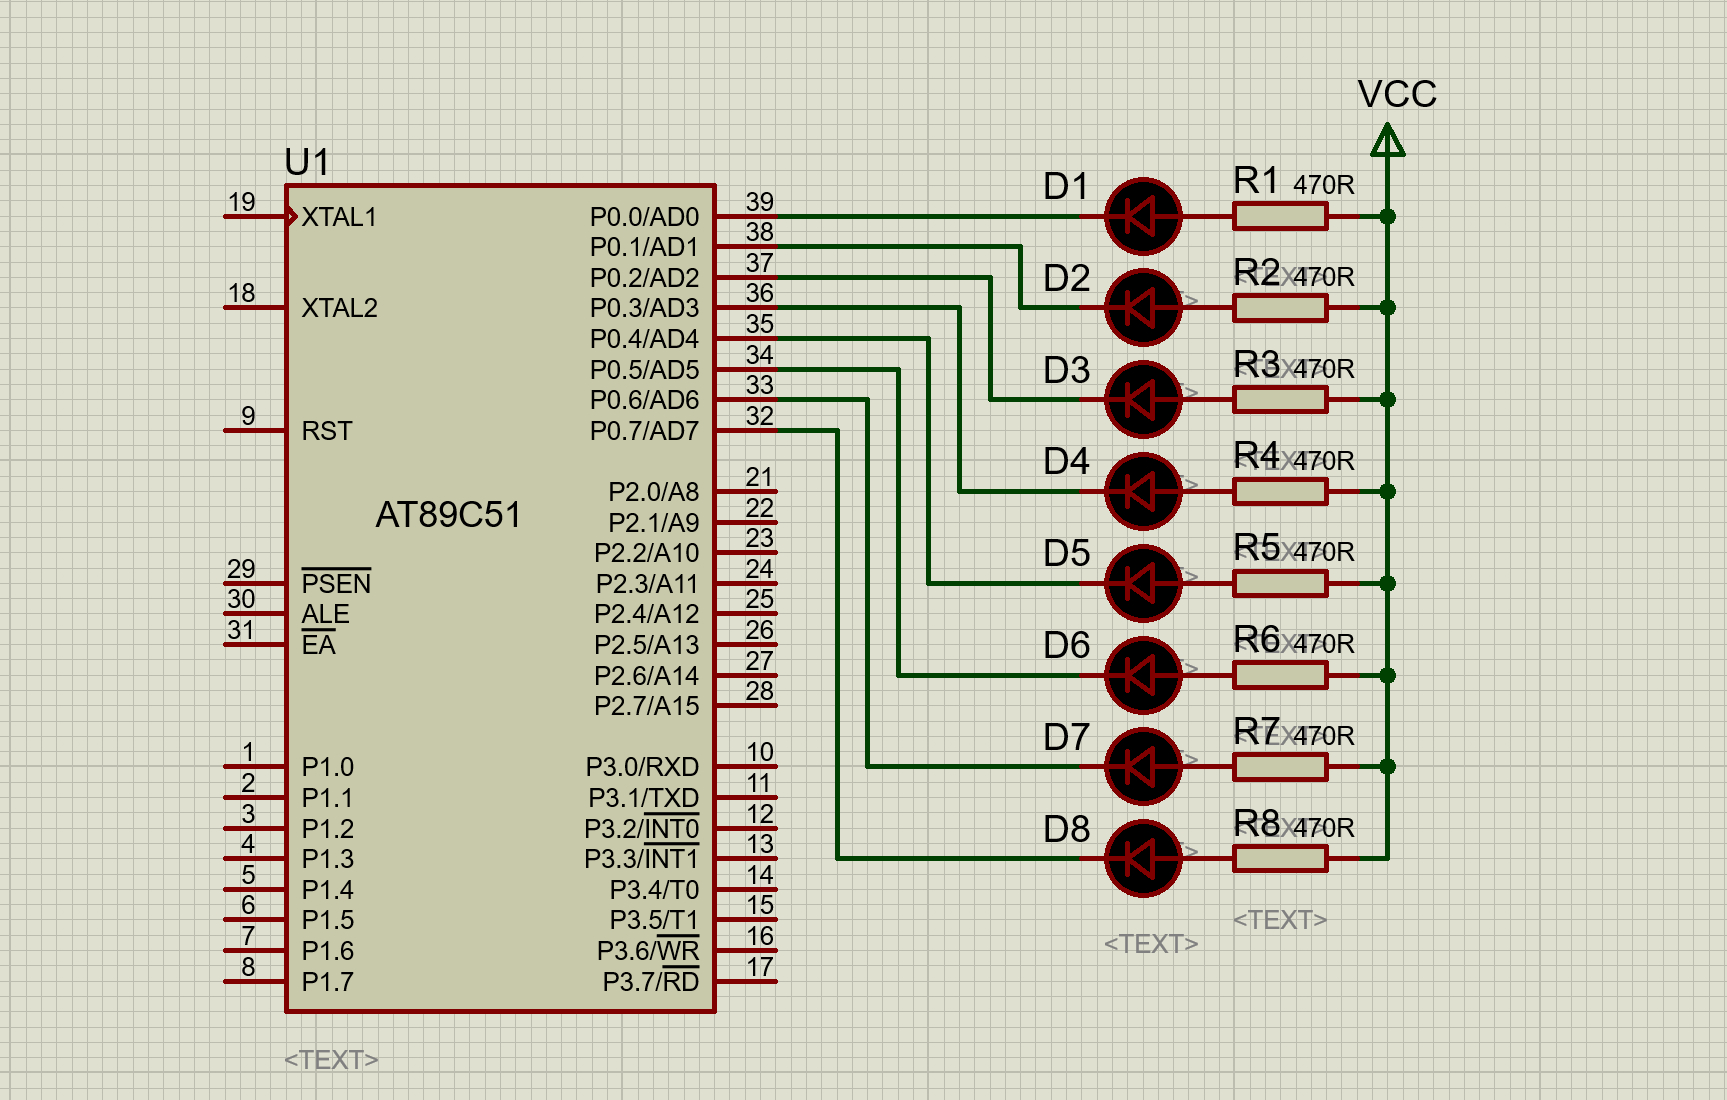 VCC
U1
19 XTAL1
18 XTAL2
9 RST
AT89C51
29 PSEN
30 ALE
31 EA
1 P1.0
2 P1.1
3 P1.2
4 P1.3
5 P1.4
6 P1.5
7 P1.6
8 P1.7
P0.0/AD0 39
P0.1/AD1 38
P0.2/AD2 37
P0.3/AD3 36
P0.4/AD4 35
P0.5/AD5 34
P0.6/AD6 33
P0.7/AD7 32
P2.0/A8 21
P2.1/A9 22
P2.2/A10 23
P2.3/A11 24
P2.4/A12 25
P2.5/A13 26
P2.6/A14 27
P2.7/A15 28
P3.0/RXD 10
P3.1/TXD 11
P3.2/INT0 12
P3.3/INT1 13
P3.4/T0 14
P3.5/T1 15
P3.6/WR 16
P3.7/RD 17
<TEXT>
D1 R1 470R
<TEXT>
D2 R2 470R
<TEXT>
D3 R3 470R
<TEXT>
D4 R4 470R
<TEXT>
D5 R5 470R
<TEXT>
D6 R6 470R
<TEXT>
D7 R7 470R
<TEXT>
D8 R8 470R
<TEXT>
<TEXT>